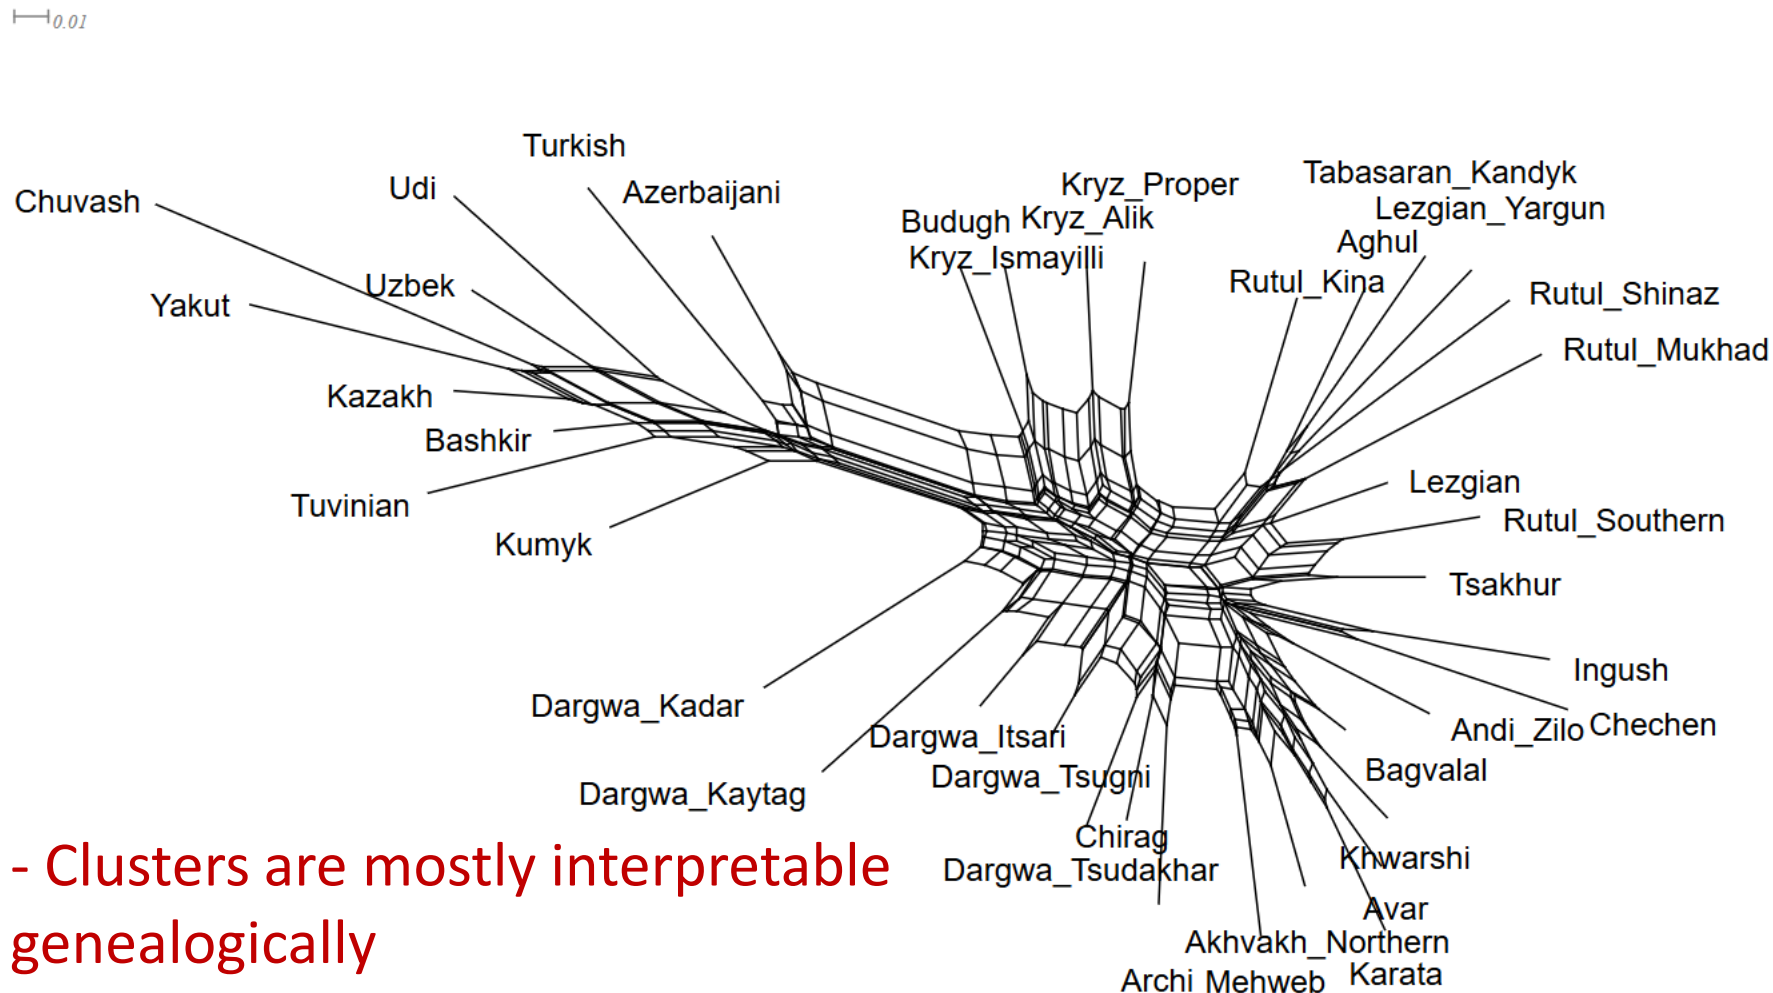 0.01
Turkish
Tabasaran_Kandyk
Chuvash
Udi
Azerbaijani
Kryz_Proper
Lezgian_Yargun
Budugh
Kryz_Alik
Aghul
Kryz_Ismayilli
Yakut
Uzbek
Rutul_Kina
Rutul_Shinaz
Rutul_Mukhad
Kazakh
Bashkir
Lezgian
Tuvinian
Rutul_Southern
Kumyk
Tsakhur
Ingush
Dargwa_Kadar
Dargwa_Itsari
Andi_Zilo
Chechen
Dargwa_Kaytag
Dargwa_Tsugni
Bagvalal
Chirag
Khwarshi
Dargwa_Tsudakhar
Avar
Akhvakh_Northern
Archi
Mehweb
Karata
- Clusters are mostly interpretable
genealogically